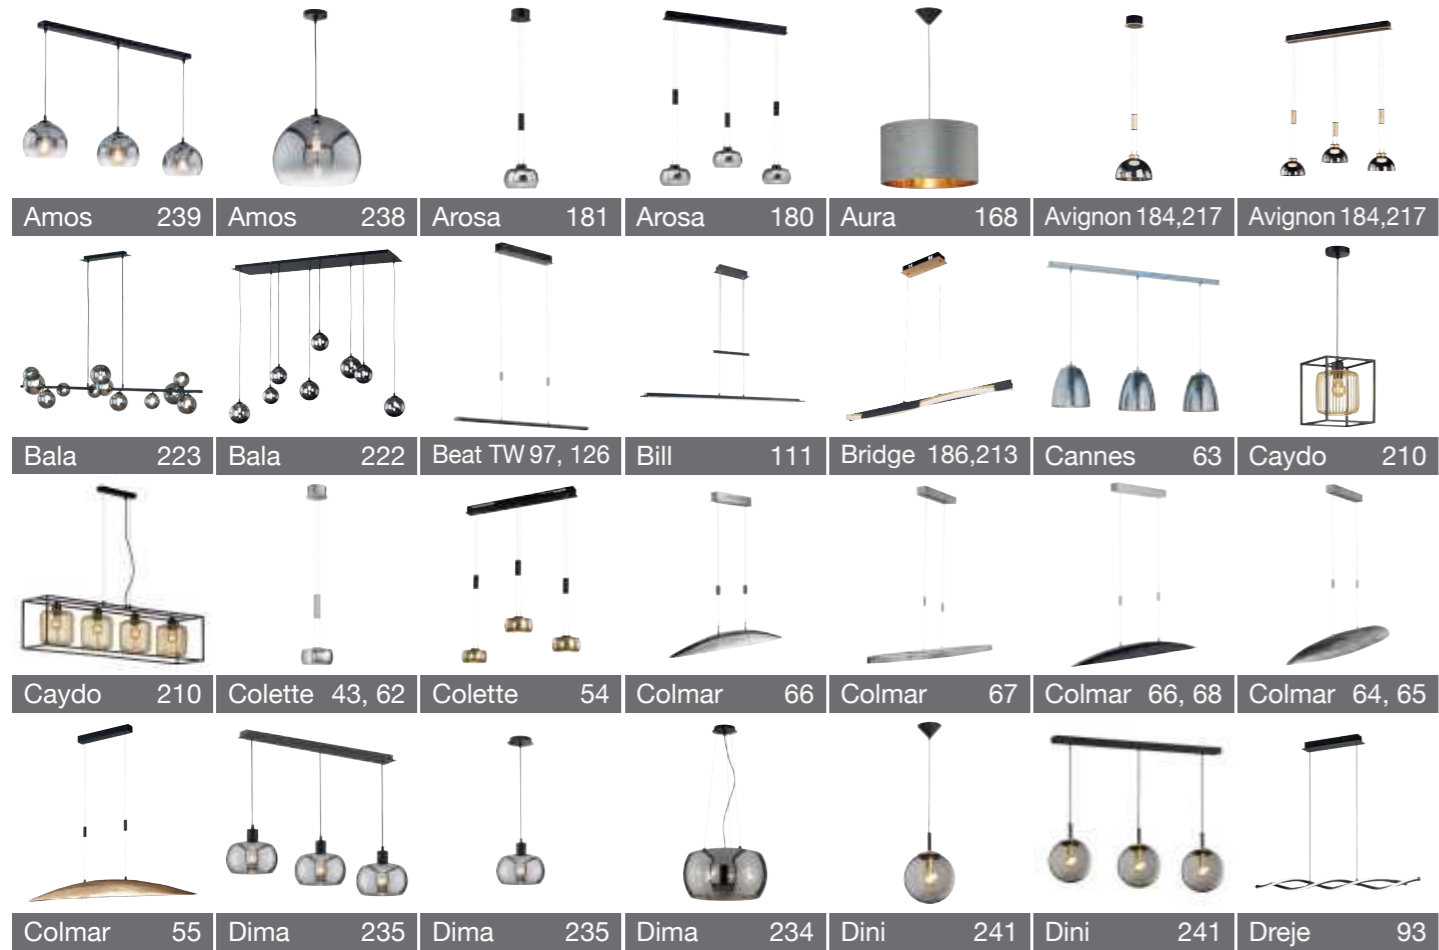 Amos 239 Amos 238 Arosa 181 Arosa 180 Aura 168 Avignon 184,217 Avignon 184,217
Bala 223 Bala 222 Beat TW 97, 126 Bill 111 Bridge 186,213 Cannes 63 Caydo 210
Caydo 210 Colette 43, 62 Colette 54 Colmar 66 Colmar 67 Colmar 66, 68 Colmar 64, 65
Colmar 55 Dima 235 Dima 235 Dima 234 Dini 241 Dini 241 Dreje 93